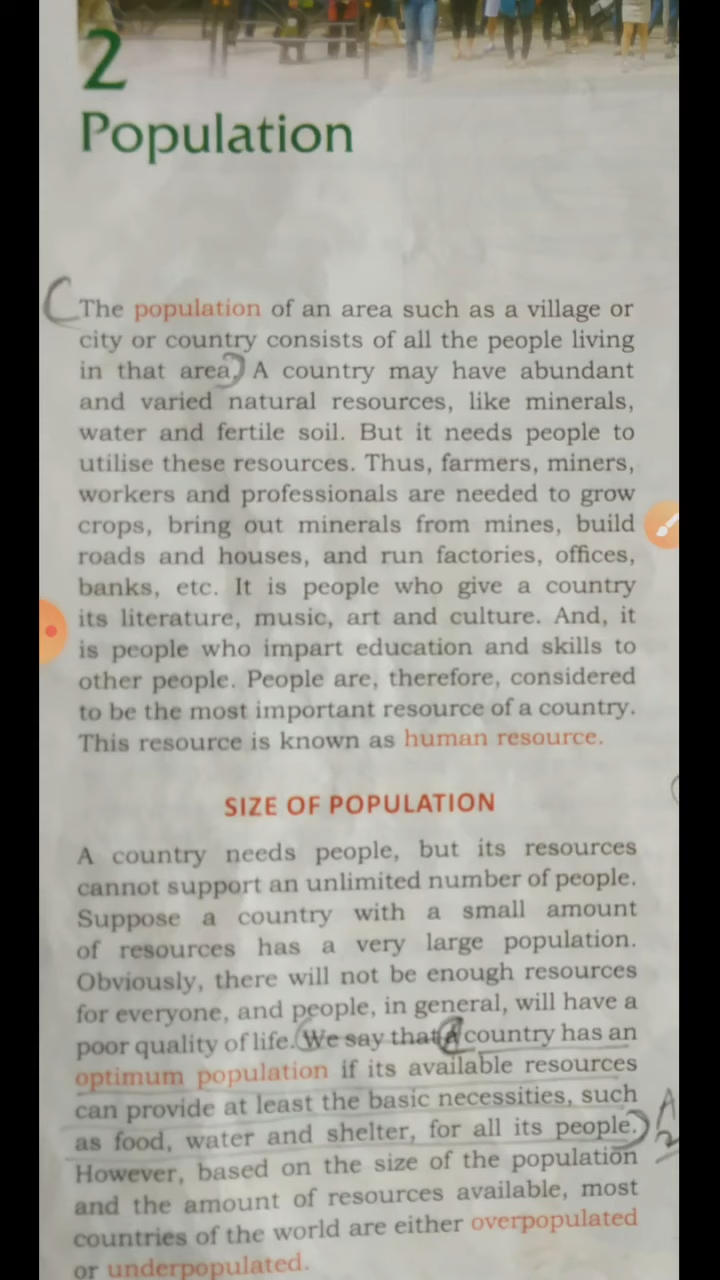 2
Population
The population of an area such as a village or
city or country consists of all the people living
in that area. A country may have abundant
and varied natural resources, like minerals,
water and fertile soil. But it needs people to
utilise these resources. Thus, farmers, miners,
workers and professionals are needed to grow
crops, bring out minerals from mines, build
roads and houses, and run factories, offices,
banks, etc. It is people who give a country
its literature, music, art and culture. And, it
is people who impart education and skills to
other people. People are, therefore, considered
to be the most important resource of a country.
This resource is known as human resource.
SIZE OF POPULATION
A country needs people, but its resources
cannot support an unlimited number of people.
Suppose a country with a small amount
of resources has a very large population.
Obviously, there will not be enough resources
for everyone, and people, in general, will have a
poor quality of life. We say that a country has an
optimum population if its available resources
can provide at least the basic necessities, such
as food, water and shelter, for all its people.
However, based on the size of the population
and the amount of resources available, most
countries of the world are either overpopulated
or underpopulated.